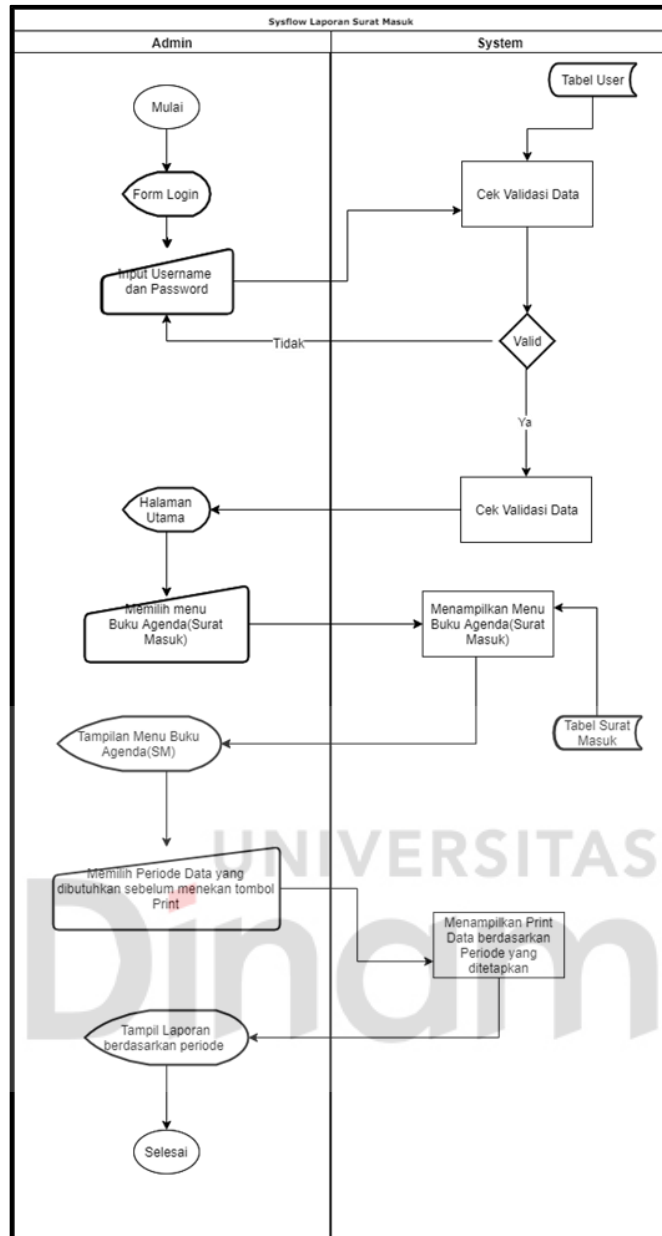 Sysflow Laporan Surat Masuk
Admin
System
Tabel User
Mulai
Form Login
Cek Validasi Data
Input Username
dan Password
Valid
Tidak
Ya
Halaman
Utama
Cek Validasi Data
Memilih menu
Buku Agenda(Surat
Masuk)
Menampilkan Menu
Buku Agenda(Surat
Masuk)
Tabel Surat
Masuk
Tampilan Menu Buku
Agenda(SM)
UNIVERSITAS
Dinam
Memilih Periode Data yang
dibutuhkan sebelum menekan tombol
Print
Menampilkan Print
Data berdasarkan
Periode yang
ditetapkan
Tampil Laporan
berdasarkan periode
Selesai